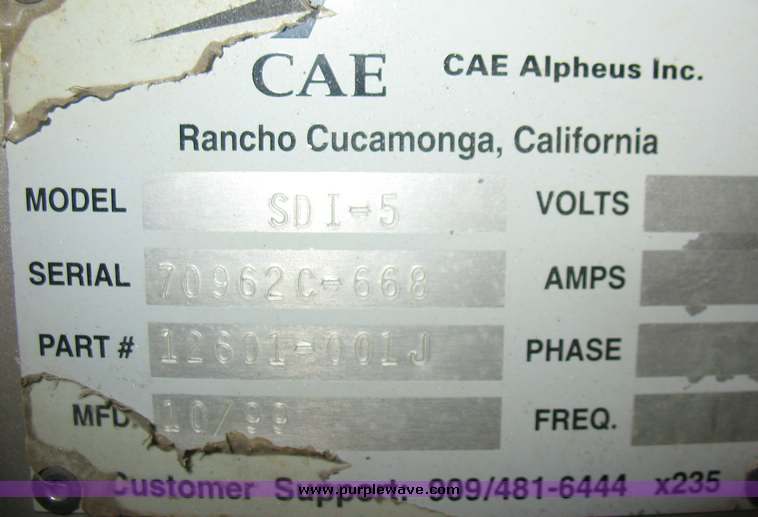 CAE CAE Alpheus Inc.
Rancho Cucamonga, California
MODEL SDI-5 VOLTS
SERIAL 70962C-668 AMPS
PART # 12601-001J PHASE
MFD. 10/99 FREQ.
Customer Support: 909/481-6444 x235
www.purplewave.com